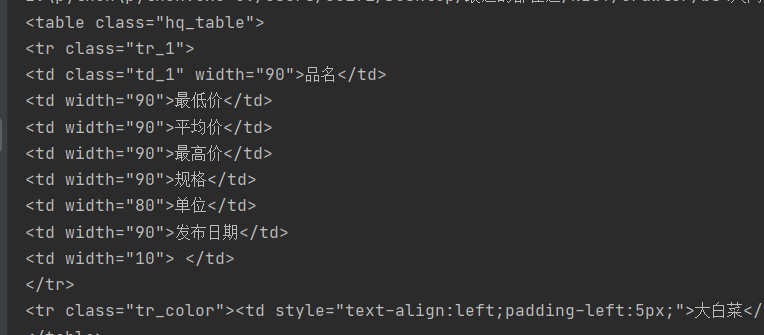 <table class="hq_table">
<tr class="tr_1">
<td class="td_1" width="90">品名</td>
<td width="90">最低价</td>
<td width="90">平均价</td>
<td width="90">最高价</td>
<td width="90">规格</td>
<td width="80">单位</td>
<td width="90">发布日期</td>
<td width="10"> </td>
</tr>
<tr class="tr_color"><td style="text-align:left;padding-left:5px;">大白菜</